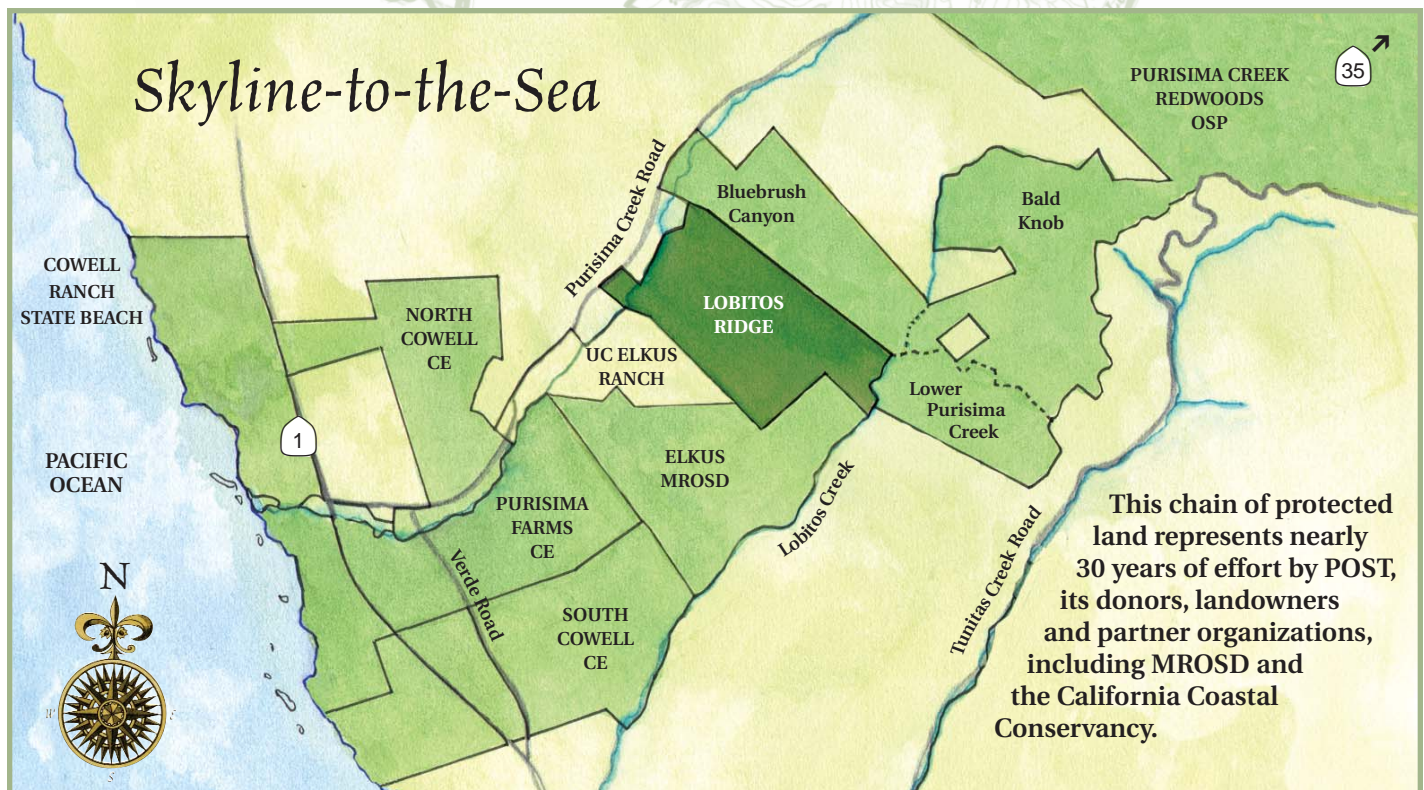 Skyline-to-the-Sea
35
PURISIMA CREEK
REDWOODS
OSP
Purisima Creek Road
Bluebrush
Canyon
Bald
Knob
COWELL
RANCH
STATE BEACH
NORTH
COWELL
CE
LOBITOS
RIDGE
UC ELKUS
RANCH
Lower
Purisima
Creek
1
PACIFIC
OCEAN
ELKUS
MROSD
PURISIMA
FARMS
CE
Lobitos Creek
Verde Road
SOUTH
COWELL
CE
Tunitas Creek Road
This chain of protected
land represents nearly
30 years of effort by POST,
its donors, landowners
and partner organizations,
including MROSD and
the California Coastal
Conservancy.
N
W
E
S